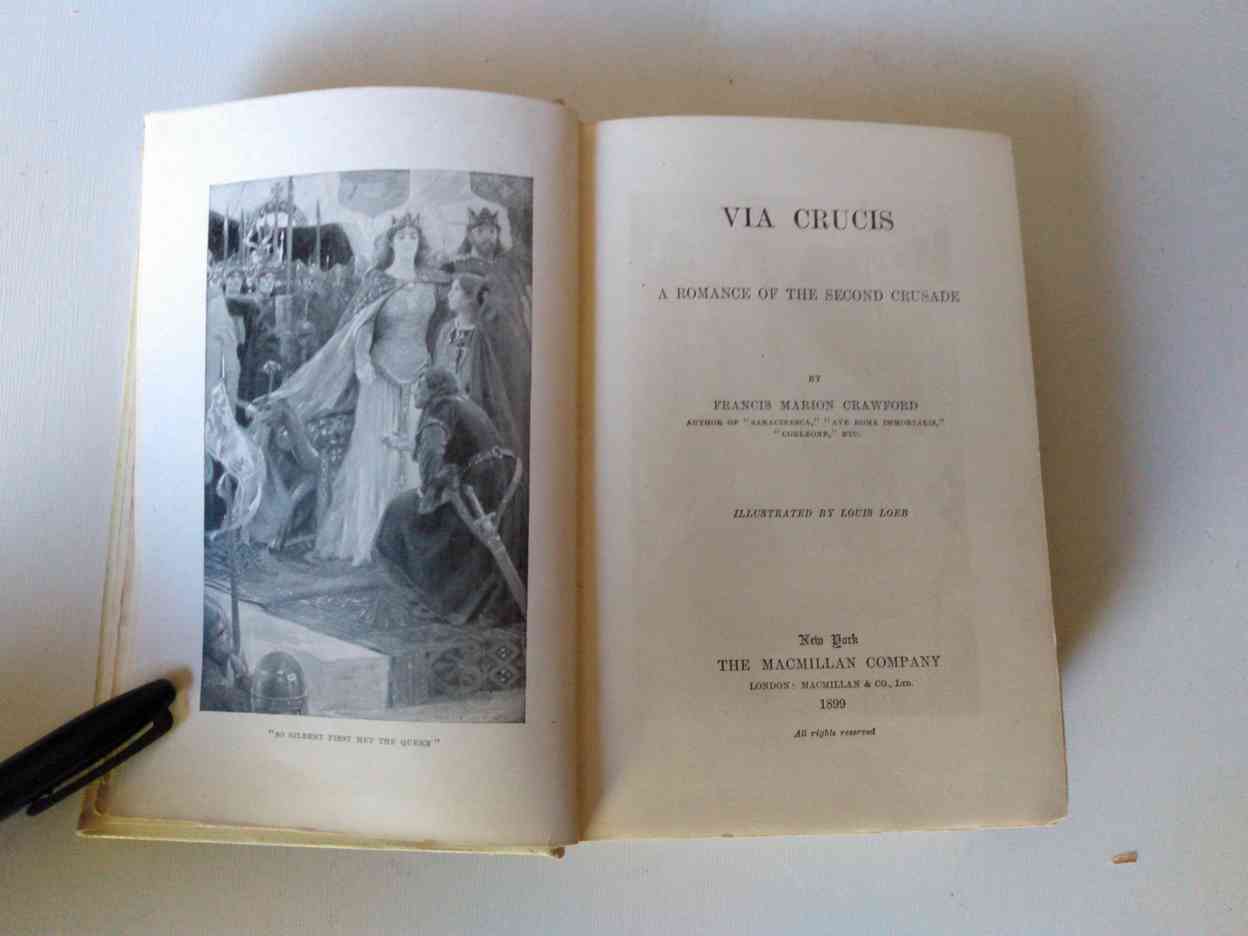 "SO GILBERT FIRST MET THE QUEEN"
VIA CRUCIS
A ROMANCE OF THE SECOND CRUSADE
BY
FRANCIS MARION CRAWFORD
AUTHOR OF "SARACINESCA," "AVE ROMA IMMORTALIS,"
"CORLEONE," ETC.
ILLUSTRATED BY LOUIS LOEB
New York
THE MACMILLAN COMPANY
LONDON: MACMILLAN & CO., LTD.
1899
All rights reserved